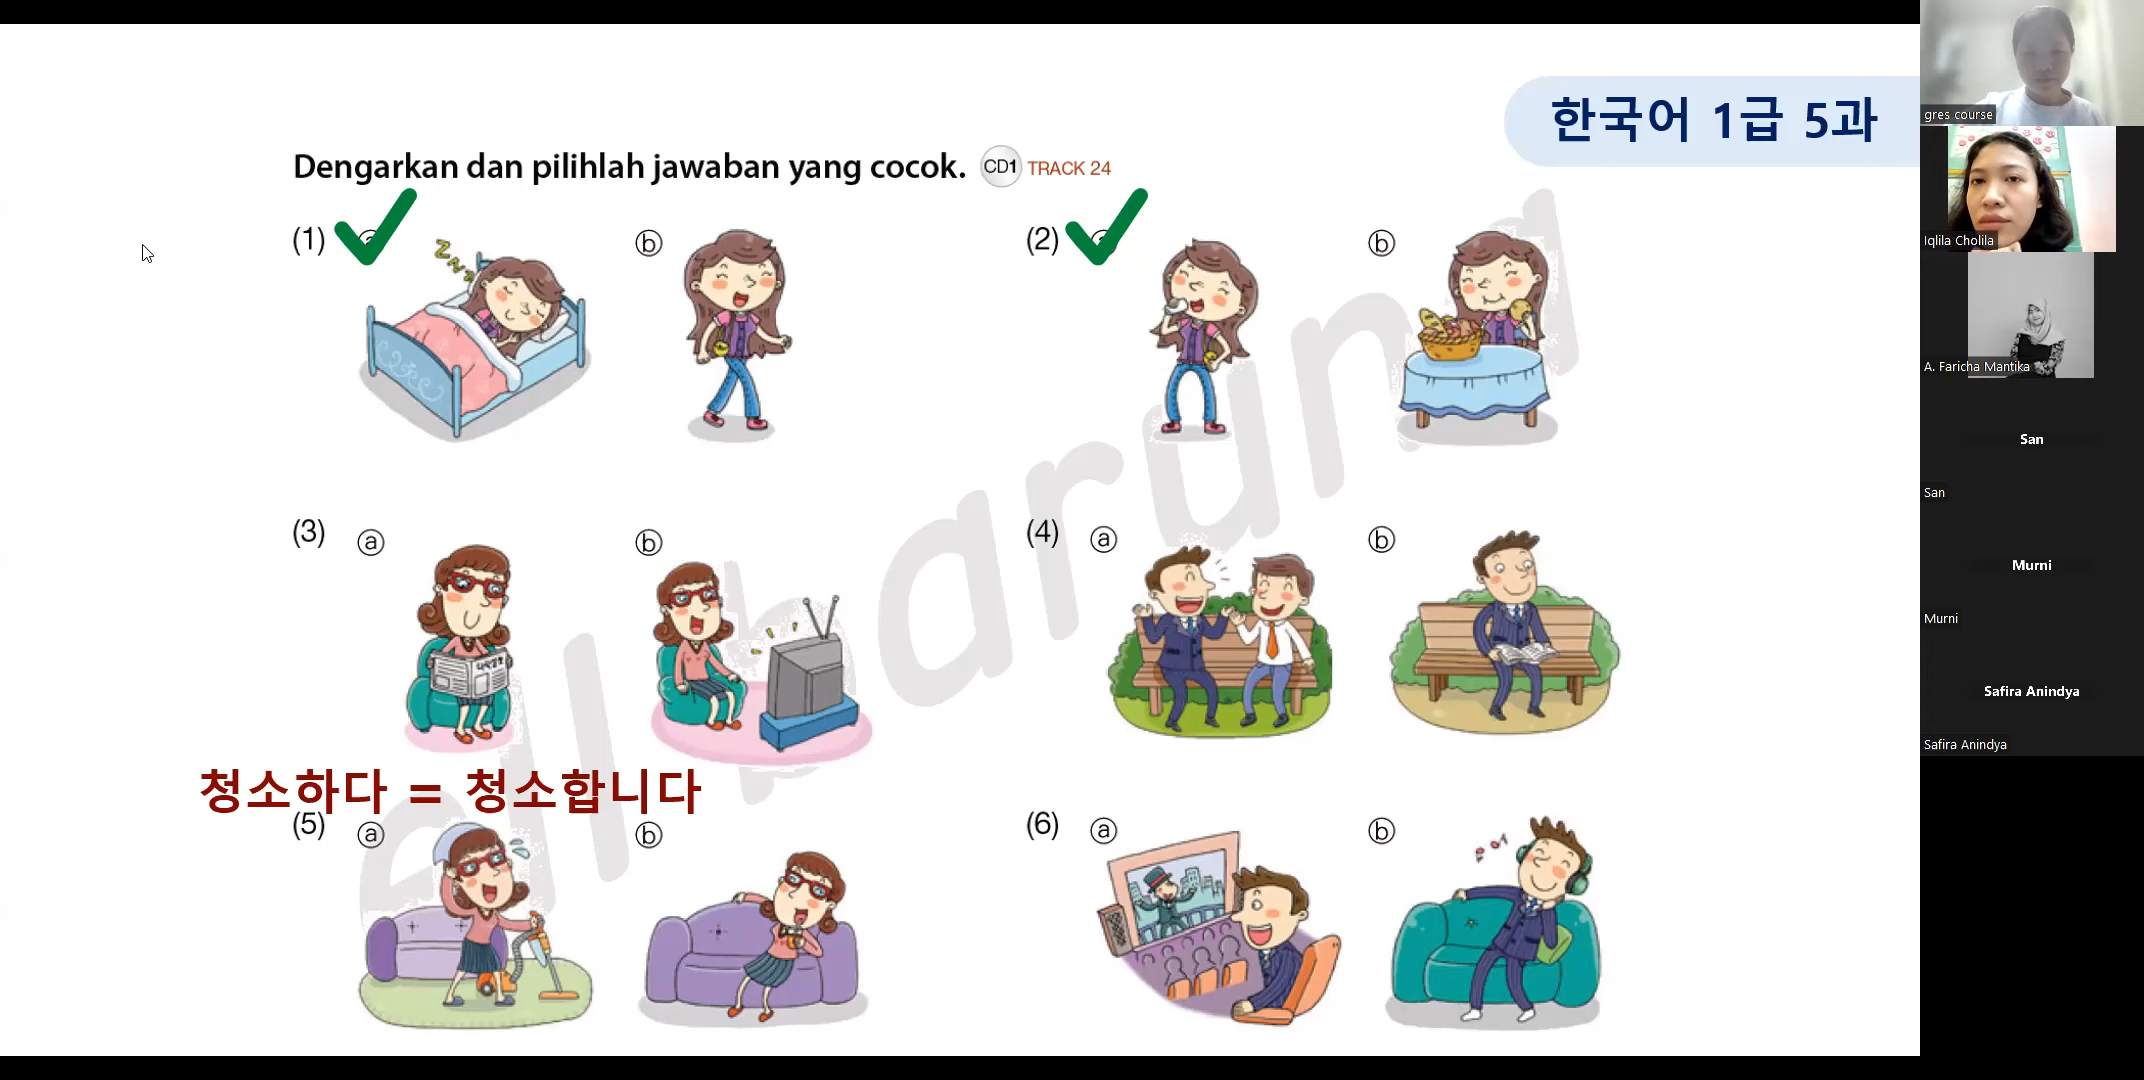 한국어 1급 5과
Dengarkan dan pilihlah jawaban yang cocok. CD1 TRACK 24
(1) ⓑ (2) ⓑ
(3) ⓐ ⓑ (4) ⓐ ⓑ
청소하다 = 청소합니다
(5) ⓐ ⓑ (6) ⓐ ⓑ
barung
gres course
Iqlila Cholila
A. Faricha Mantika
San
San
Murni
Murni
Safira Anindya
Safira Anindya